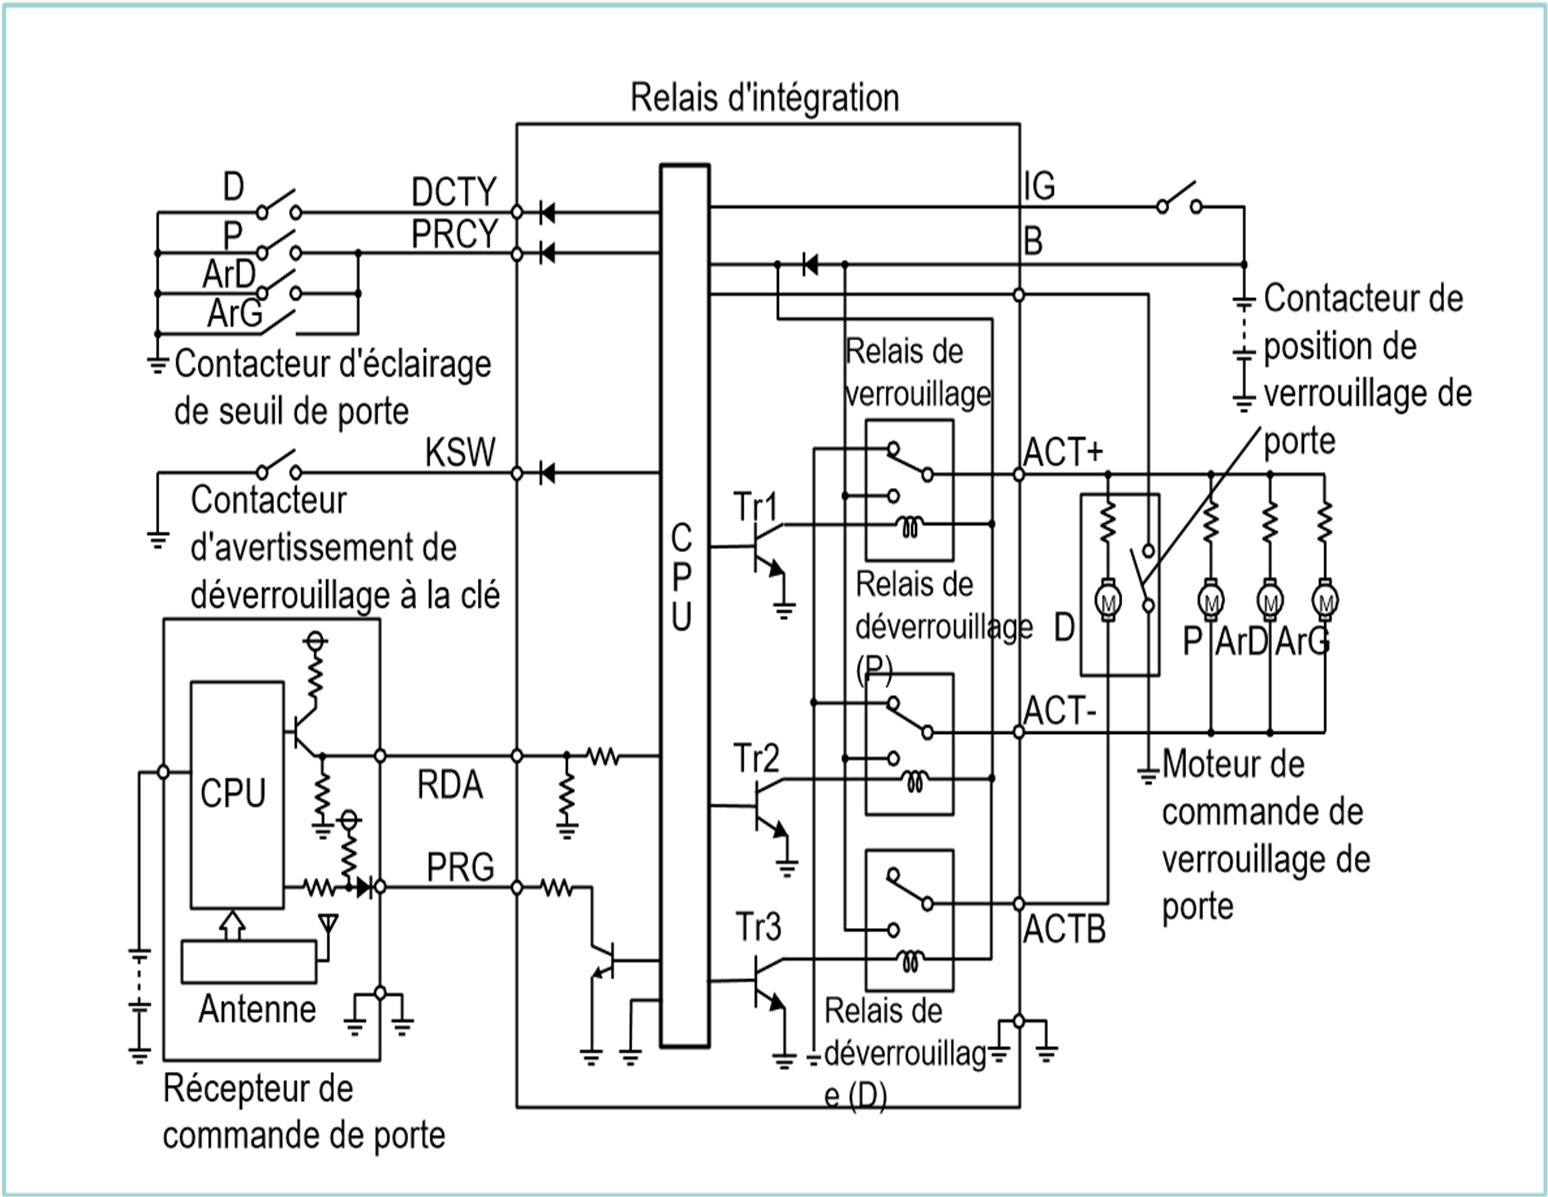 Relais d'intégration
D
DCTY
P
PRCY
ArD
ArG
Contacteur d'éclairage
de seuil de porte
KSW
Contacteur
d'avertissement de
déverrouillage à la clé
CPU
RDA
PRG
Antenne
Récepteur de
commande de porte
C
P
U
Tr1
Tr2
Tr3
Relais de
verrouillage
Relais de
déverrouillage
(P)
Relais de
déverrouillag
e (D)
IG
B
ACT+
ACT-
ACTB
Contacteur de
position de
verrouillage de
porte
M
M
M
M
D
P
ArD
ArG
Moteur de
commande de
verrouillage de
porte